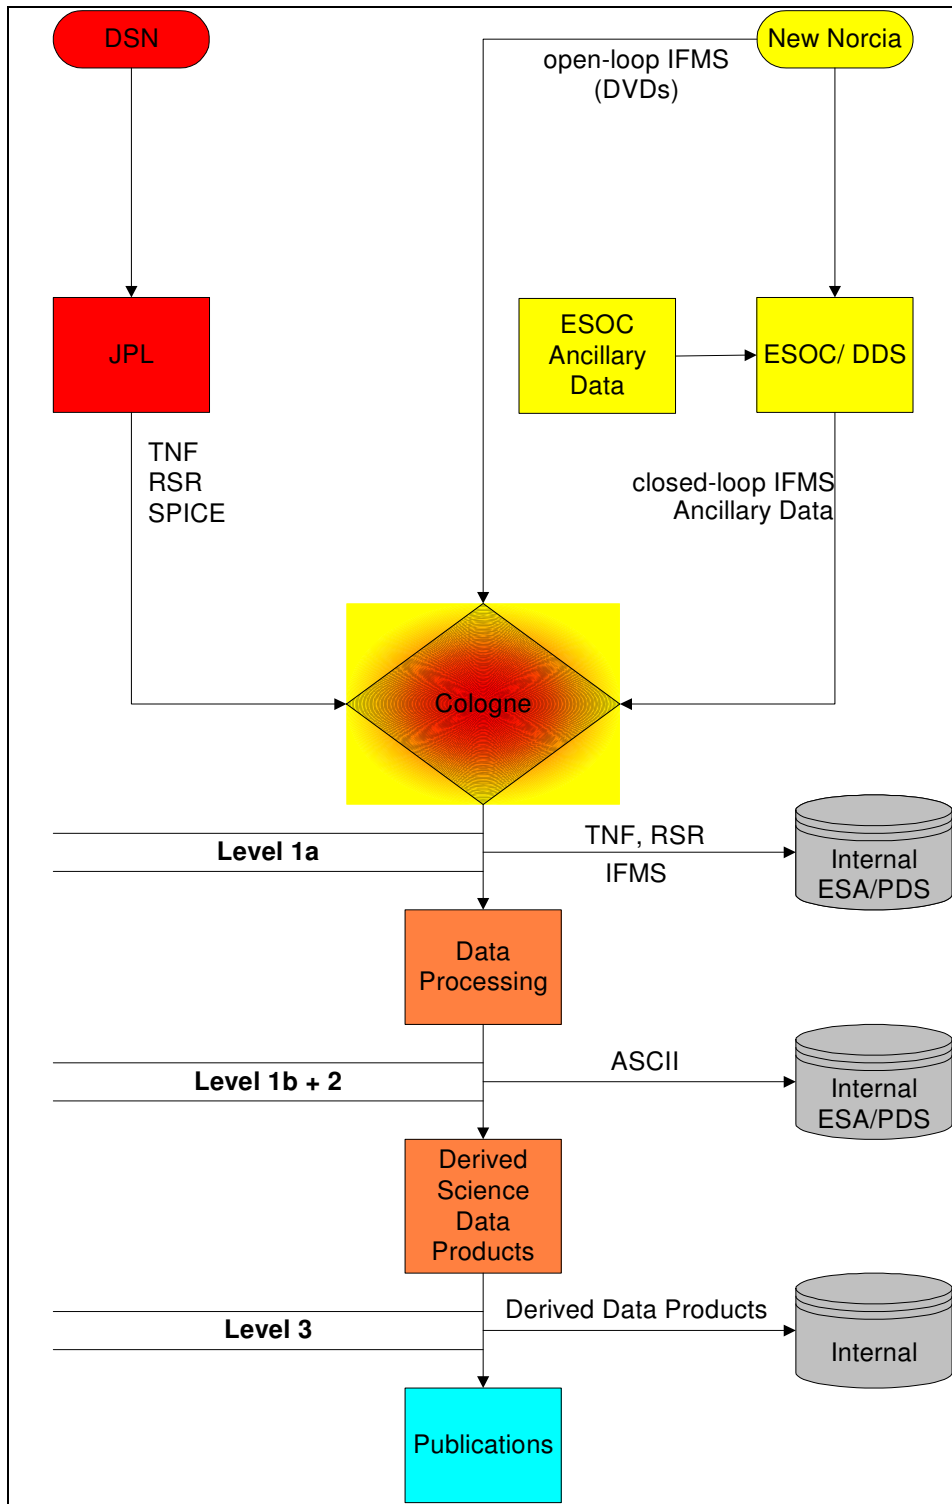 DSN
open-loop IFMS
(DVDs)
New Norcia
JPL
ESOC
Ancillary
Data
ESOC/ DDS
TNF
RSR
SPICE
closed-loop IFMS
Ancillary Data
Cologne
Level 1a
TNF, RSR
IFMS
Internal
ESA/PDS
Data
Processing
Level 1b + 2
ASCII
Internal
ESA/PDS
Derived
Science
Data
Products
Level 3
Derived Data Products
Internal
Publications